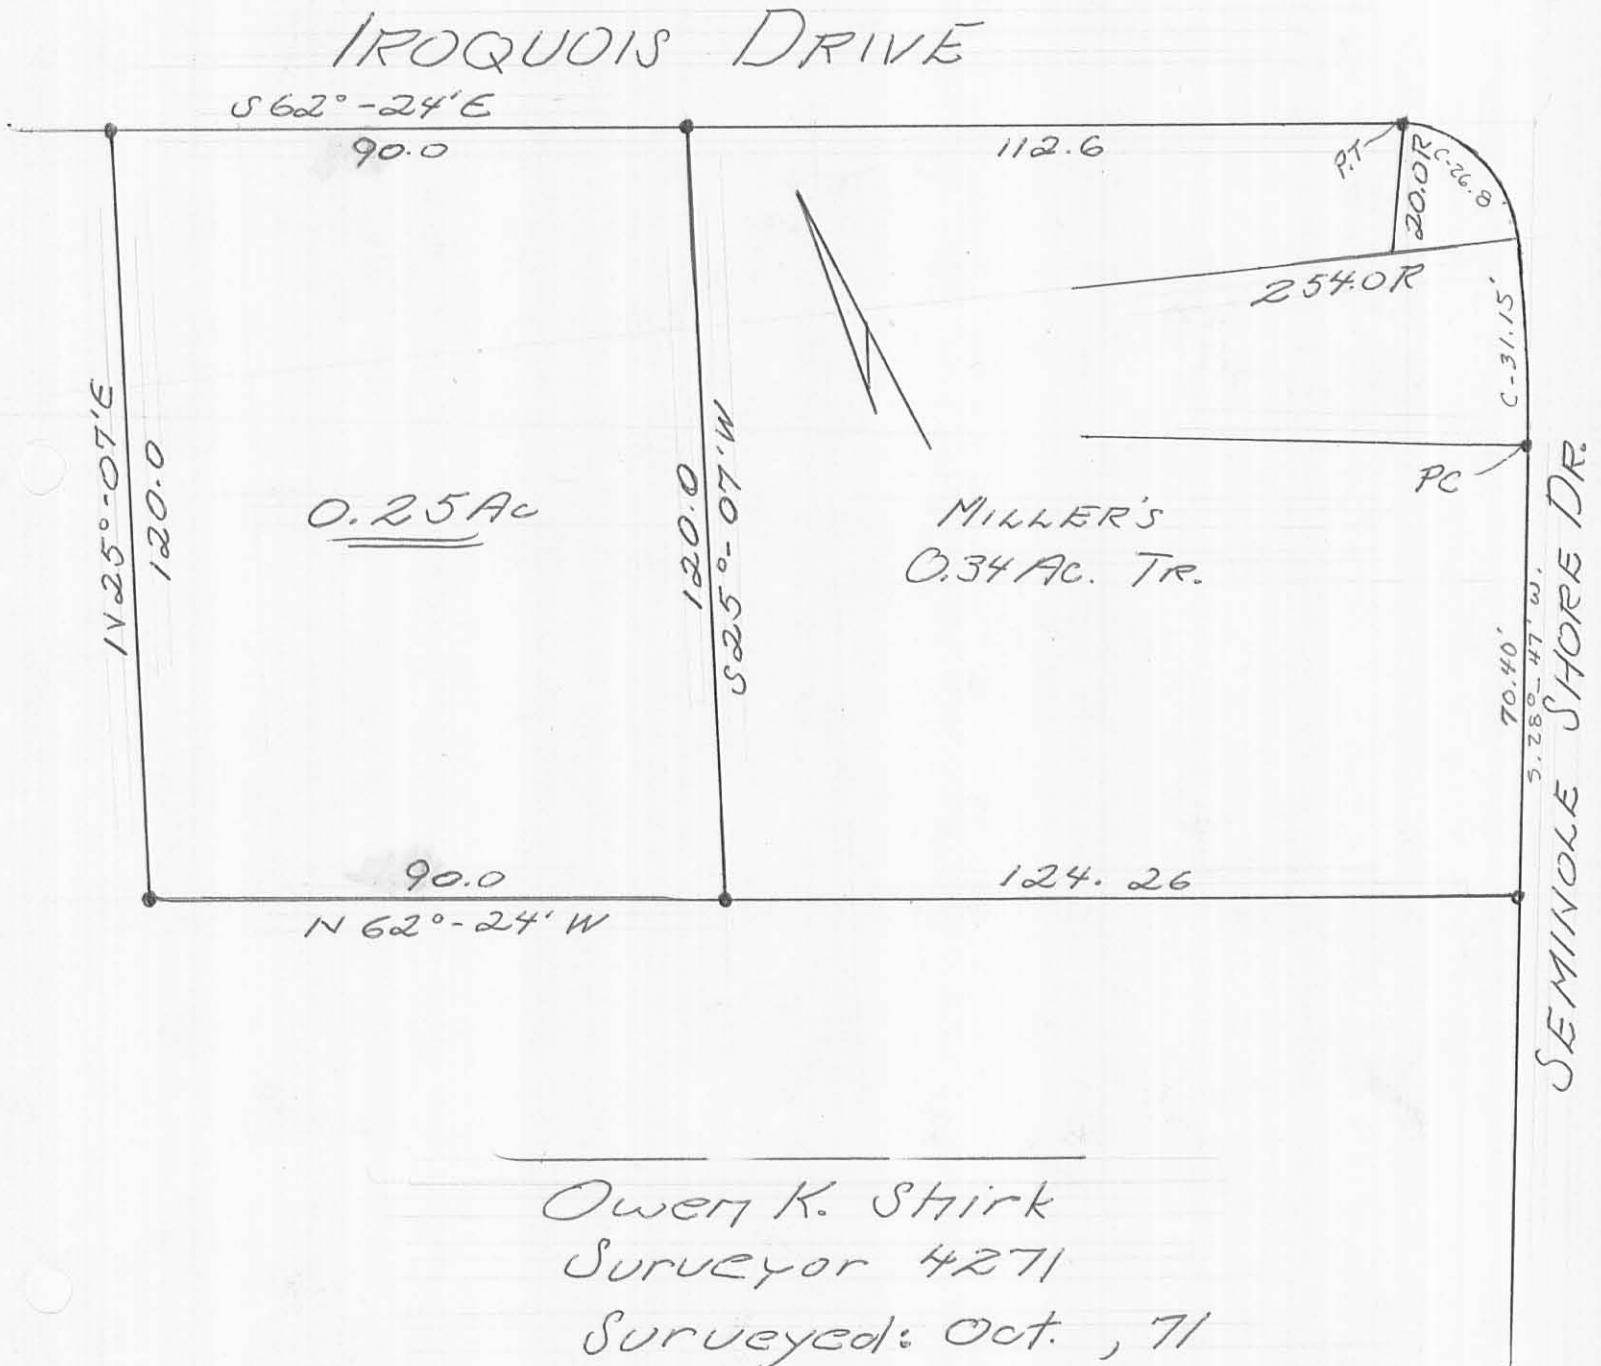 IROQUOIS DRIVE
S 62° - 24' E
90.0
112.6
P.T
20.0R
C-26.8'
254.0R
C-31.15'
PC
N 25° - 07' E
120.0
0.25 Ac
120.0
S 25° - 07' W
MILLER'S
0.34 AC. TR.
70.40'
S. 28° - 47' W.
SEMINOLE SHORE DR.
90.0
N 62° - 24' W
124.26
Owen K. Shirk
Surveyor 4271
Surveyed: Oct. , 71